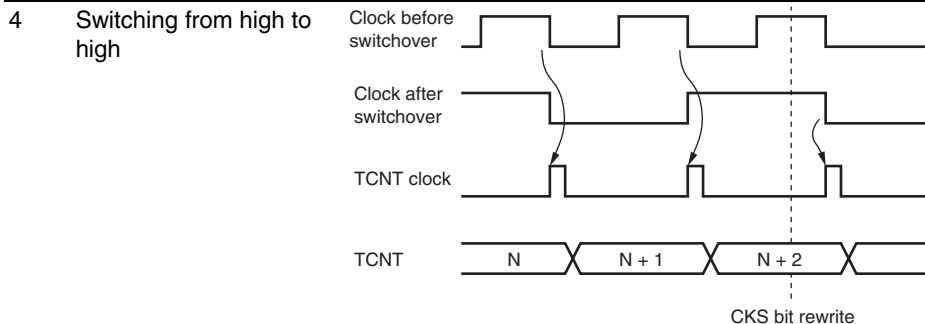 4 Switching from high to
high
Clock before
switchover
Clock after
switchover
TCNT clock
TCNT N N + 1 N + 2
CKS bit rewrite